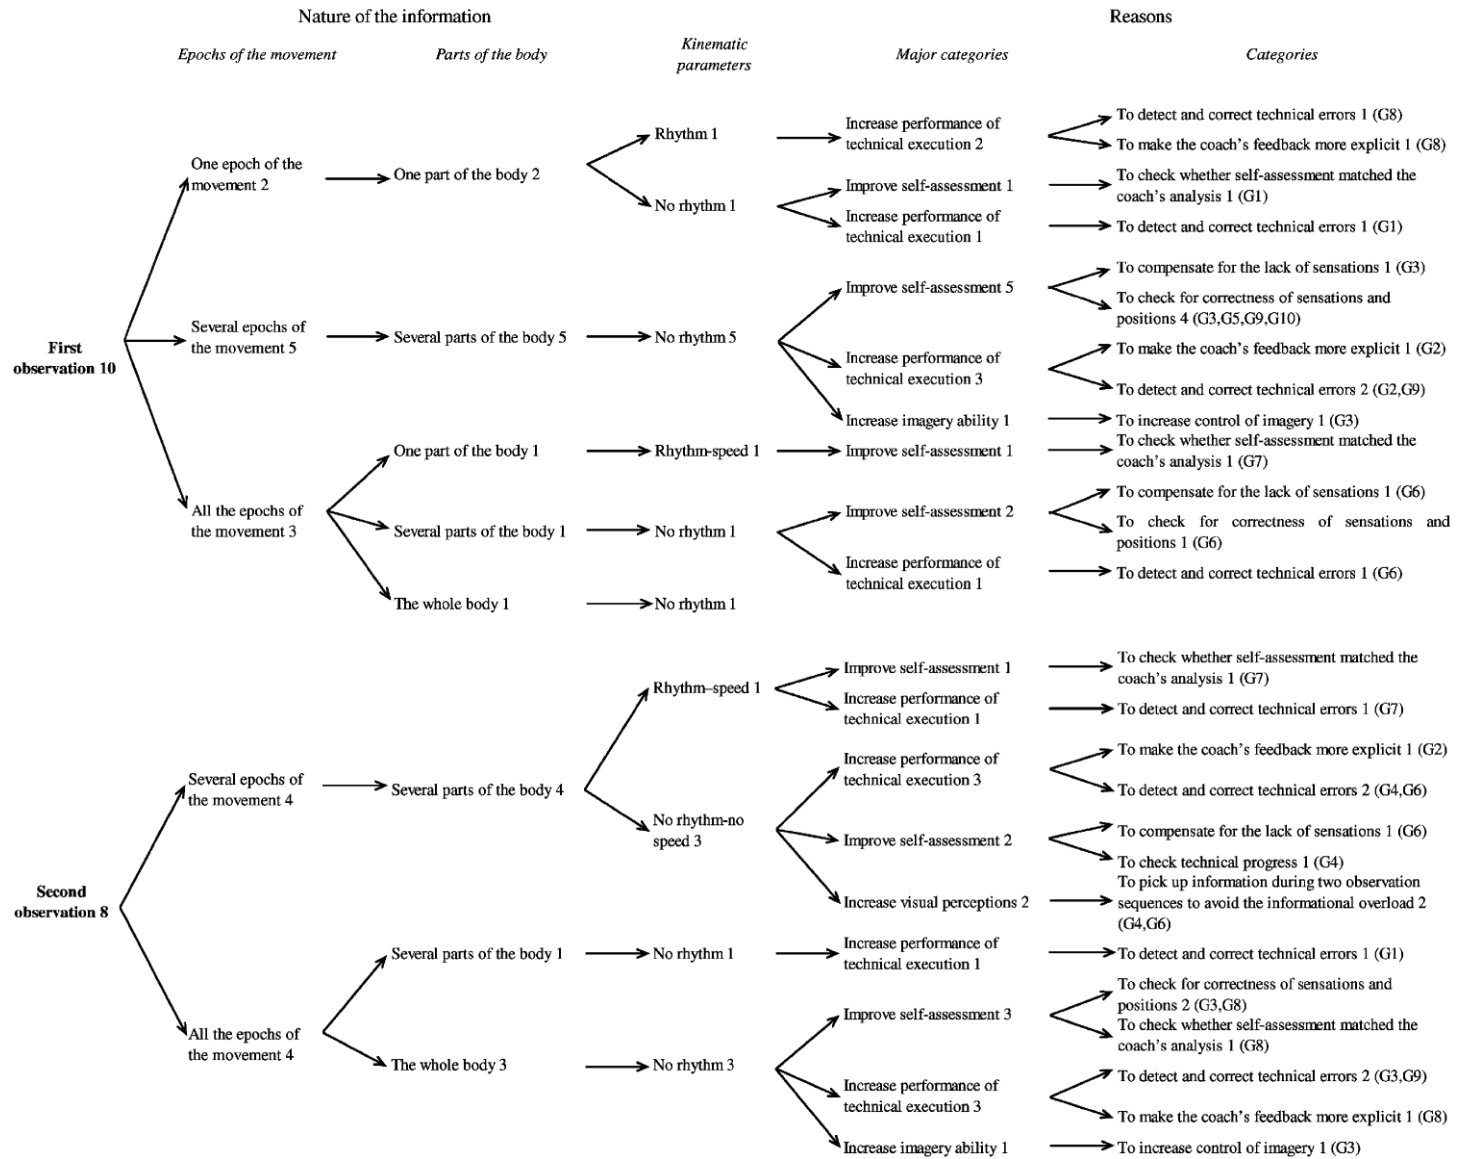 Nature of the information
Reasons
Epochs of the movement
Parts of the body
Kinematic
parameters
Major categories
Categories
First
observation 10
One epoch of the
movement 2
One part of the body 2
Rhythm 1
Increase performance of
technical execution 2
To detect and correct technical errors 1 (G8)
To make the coach's feedback more explicit 1 (G8)
No rhythm 1
Improve self-assessment 1
To check whether self-assessment matched the
coach's analysis 1 (G1)
Increase performance of
technical execution 1
To detect and correct technical errors 1 (G1)
Several epochs of
the movement 5
Several parts of the body 5
No rhythm 5
Improve self-assessment 5
To compensate for the lack of sensations 1 (G3)
To check for correctness of sensations and
positions 4 (G3,G5,G9,G10)
Increase performance of
technical execution 3
To make the coach's feedback more explicit 1 (G2)
To detect and correct technical errors 2 (G2,G9)
Increase imagery ability 1
To increase control of imagery 1 (G3)
All the epochs of
the movement 3
One part of the body 1
Rhythm-speed 1
Improve self-assessment 1
To check whether self-assessment matched the
coach's analysis 1 (G7)
Several parts of the body 1
No rhythm 1
Improve self-assessment 2
To compensate for the lack of sensations 1 (G6)
To check for correctness of sensations and
positions 1 (G6)
Increase performance of
technical execution 1
To detect and correct technical errors 1 (G6)
The whole body 1
No rhythm 1
Second
observation 8
Several epochs of
the movement 4
Several parts of the body 4
Rhythm–speed 1
Improve self-assessment 1
To check whether self-assessment matched the
coach's analysis 1 (G7)
Increase performance of
technical execution 1
To detect and correct technical errors 1 (G7)
No rhythm-no
speed 3
Increase performance of
technical execution 3
To make the coach's feedback more explicit 1 (G2)
To detect and correct technical errors 2 (G4,G6)
Improve self-assessment 2
To compensate for the lack of sensations 1 (G6)
To check technical progress 1 (G4)
Increase visual perceptions 2
To pick up information during two observation
sequences to avoid the informational overload 2
(G4,G6)
All the epochs of
the movement 4
Several parts of the body 1
No rhythm 1
Increase performance of
technical execution 1
To detect and correct technical errors 1 (G1)
The whole body 3
No rhythm 3
Improve self-assessment 3
To check for correctness of sensations and
positions 2 (G3,G8)
To check whether self-assessment matched the
coach's analysis 1 (G8)
Increase performance of
technical execution 3
To detect and correct technical errors 2 (G3,G9)
To make the coach's feedback more explicit 1 (G8)
Increase imagery ability 1
To increase control of imagery 1 (G3)